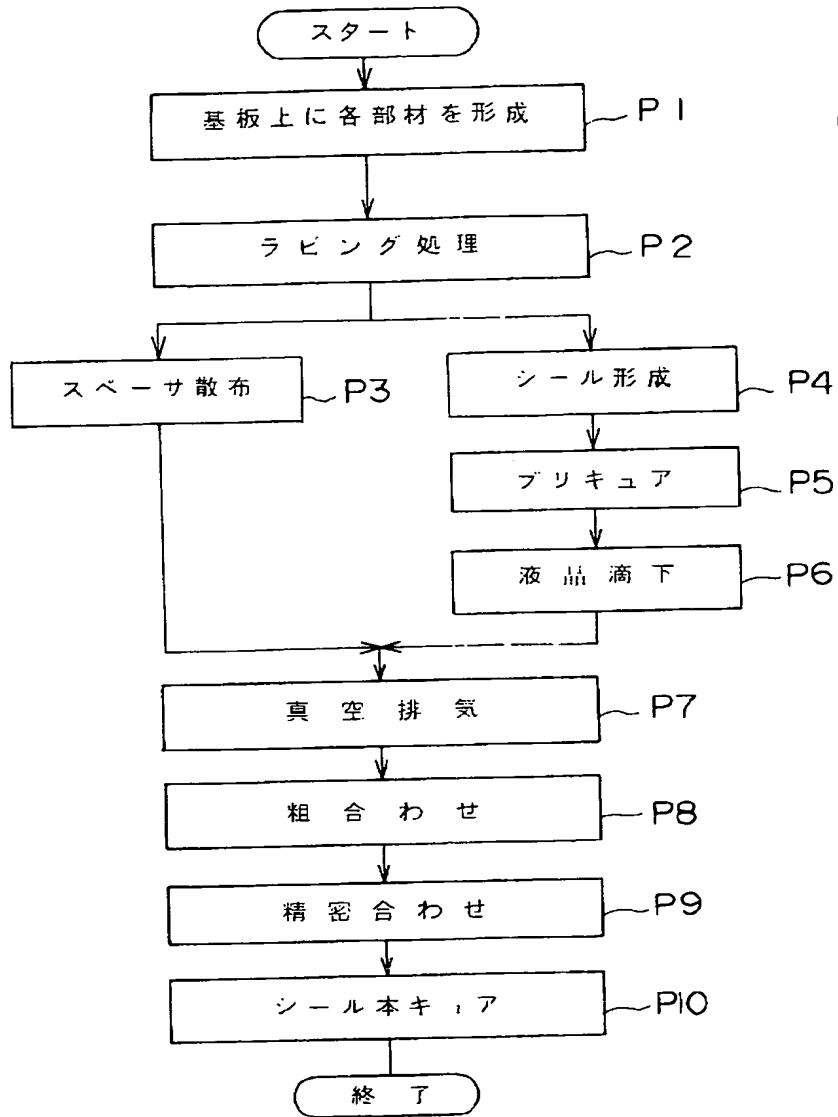 スタート
基板上に各部材を形成
P1
ラビング処理
P2
スペーサ散布
P3
シール形成
P4
プリキュア
P5
液晶滴下
P6
真空排気
P7
粗合わせ
P8
精密合わせ
P9
シール本キュア
P10
終了